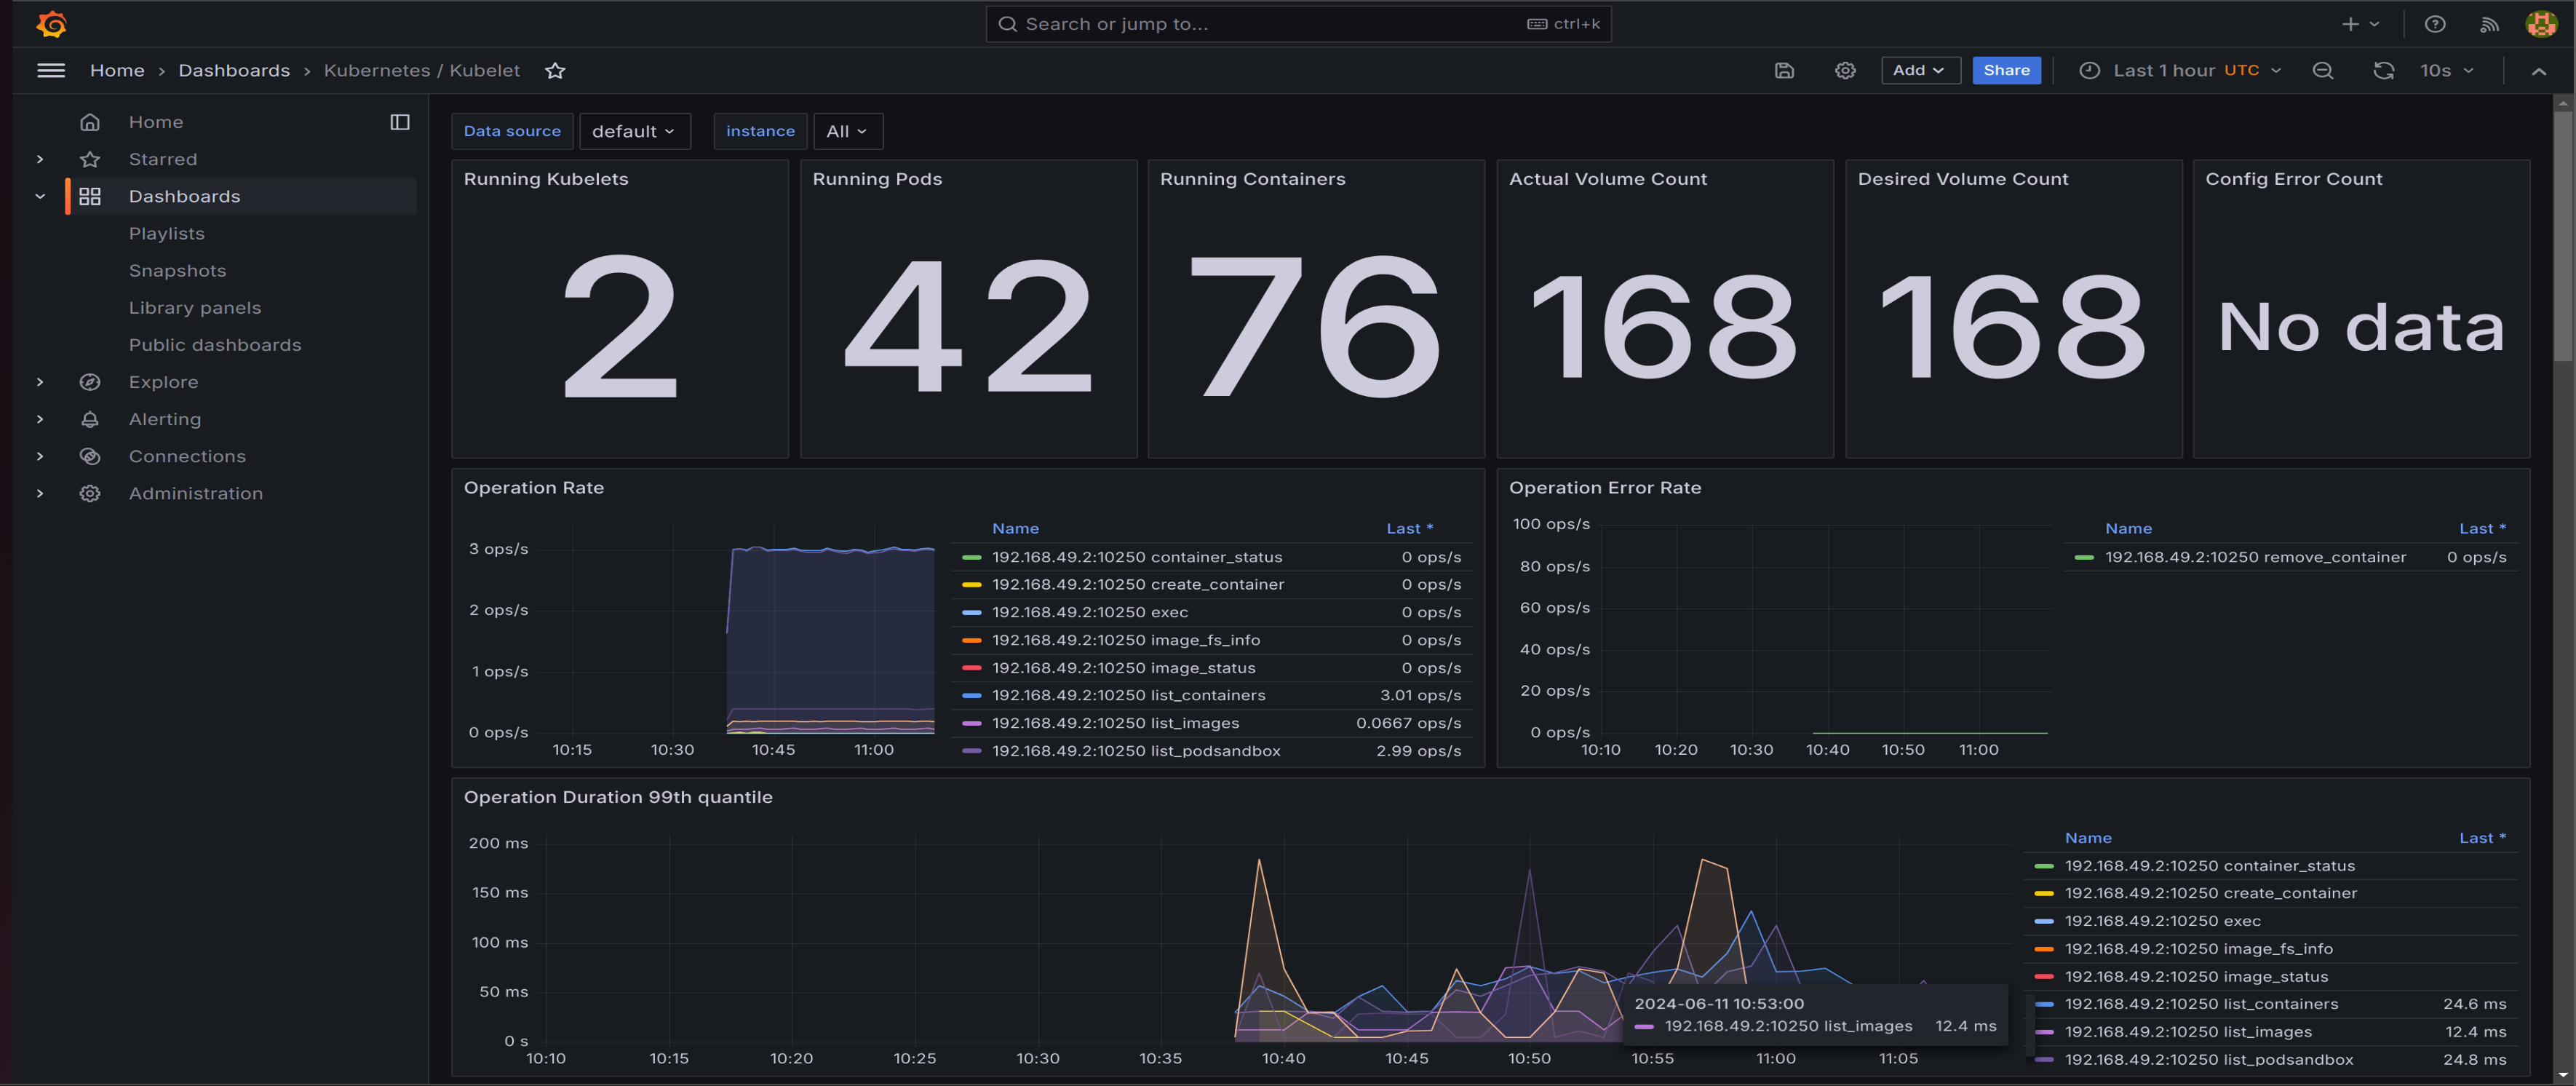 Search or jump to... ctrl+k
Home › Dashboards › Kubernetes / Kubelet
Add Share Last 1 hour UTC 10s
Home
Starred
Dashboards
Playlists
Snapshots
Library panels
Public dashboards
Explore
Alerting
Connections
Administration
Data source default instance All
Running Kubelets
2
Running Pods
42
Running Containers
76
Actual Volume Count
168
Desired Volume Count
168
Config Error Count
No data
Operation Rate
3 ops/s
2 ops/s
1 ops/s
0 ops/s
10:15 10:30 10:45 11:00
Name Last *
192.168.49.2:10250 container_status 0 ops/s
192.168.49.2:10250 create_container 0 ops/s
192.168.49.2:10250 exec 0 ops/s
192.168.49.2:10250 image_fs_info 0 ops/s
192.168.49.2:10250 image_status 0 ops/s
192.168.49.2:10250 list_containers 3.01 ops/s
192.168.49.2:10250 list_images 0.0667 ops/s
192.168.49.2:10250 list_podsandbox 2.99 ops/s
Operation Error Rate
100 ops/s
80 ops/s
60 ops/s
40 ops/s
20 ops/s
0 ops/s
10:10 10:20 10:30 10:40 10:50 11:00
Name Last *
192.168.49.2:10250 remove_container 0 ops/s
Operation Duration 99th quantile
200 ms
150 ms
100 ms
50 ms
0 s
10:10 10:15 10:20 10:25 10:30 10:35 10:40 10:45 10:50 10:55 11:00 11:05
2024-06-11 10:53:00
192.168.49.2:10250 list_images 12.4 ms
Name Last *
192.168.49.2:10250 container_status
192.168.49.2:10250 create_container
192.168.49.2:10250 exec
192.168.49.2:10250 image_fs_info
192.168.49.2:10250 image_status
192.168.49.2:10250 list_containers 24.6 ms
192.168.49.2:10250 list_images 12.4 ms
192.168.49.2:10250 list_podsandbox 24.8 ms